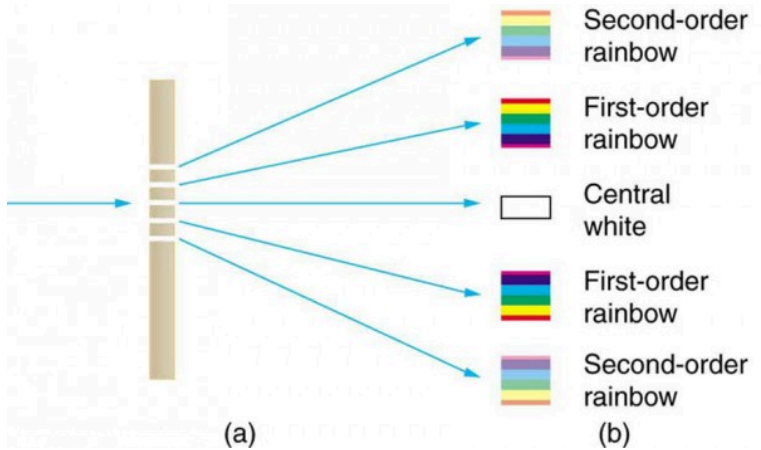 Second-order
rainbow
First-order
rainbow
Central
white
First-order
rainbow
Second-order
rainbow
(a)
(b)